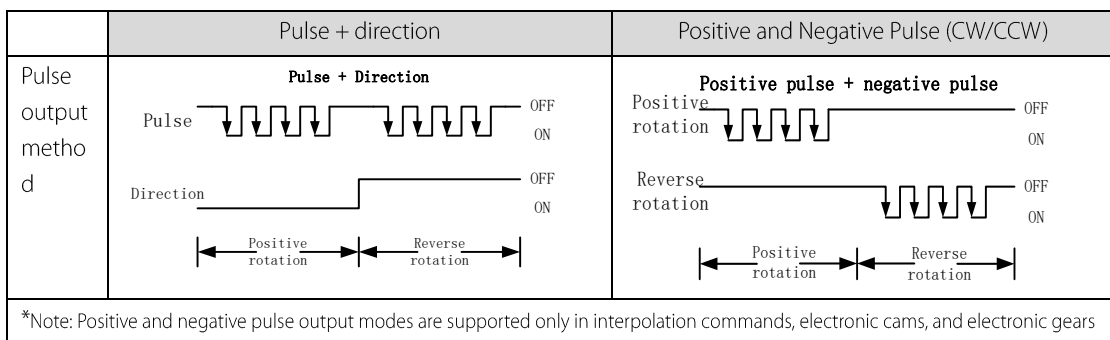 Pulse + direction
Positive and Negative Pulse (CW/CCW)
Pulse
output
metho
d
Pulse + Direction
Pulse
OFF
ON
Direction
OFF
ON
Positive
rotation
Reverse
rotation
Positive pulse + negative pulse
Positive
rotation
OFF
ON
Reverse
rotation
OFF
ON
Positive
rotation
Reverse
rotation
*Note: Positive and negative pulse output modes are supported only in interpolation commands, electronic cams, and electronic gears